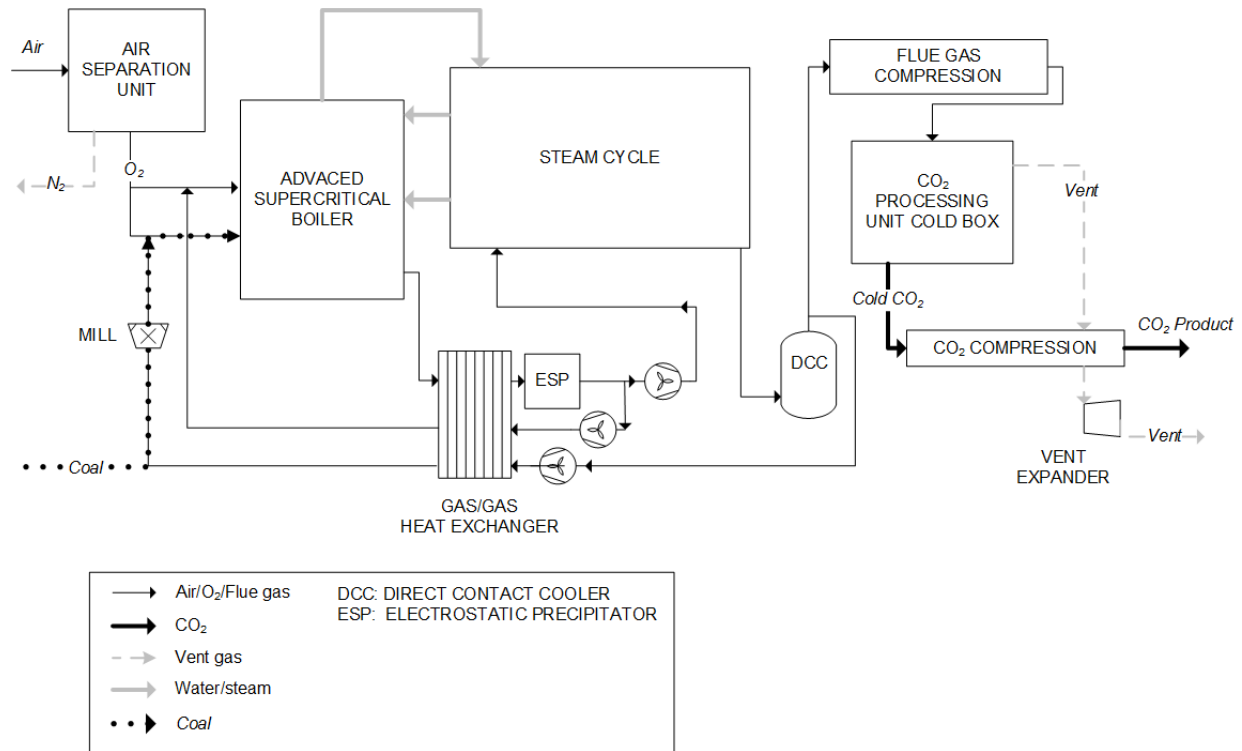 Air
AIR
SEPARATION
UNIT
O₂
N₂
ADVACED
SUPERCRITICAL
BOILER
STEAM CYCLE
FLUE GAS
COMPRESSION
CO₂
PROCESSING
UNIT COLD BOX
Vent
Cold CO₂
CO₂ Product
CO₂ COMPRESSION
MILL
ESP
DCC
Coal
Vent
VENT
EXPANDER
GAS/GAS
HEAT EXCHANGER
Air/O₂/Flue gas
CO₂
Vent gas
Water/steam
Coal
DCC: DIRECT CONTACT COOLER
ESP: ELECTROSTATIC PRECIPITATOR